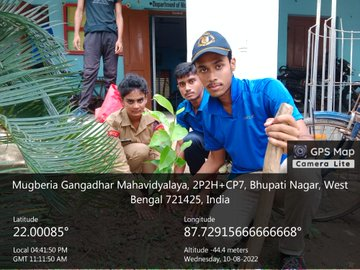 Department of
GPS Map
Camera Lite
Mugberia Gangadhar Mahavidyalaya, 2P2H+CP7, Bhupati Nagar, West
Bengal 721425, India
Latitude
22.00085°
Longitude
87.72915666666668°
Local 04:41:50 PM
GMT 11:11:50 AM
Altitude -44.4 meters
Wednesday, 10-08-2022